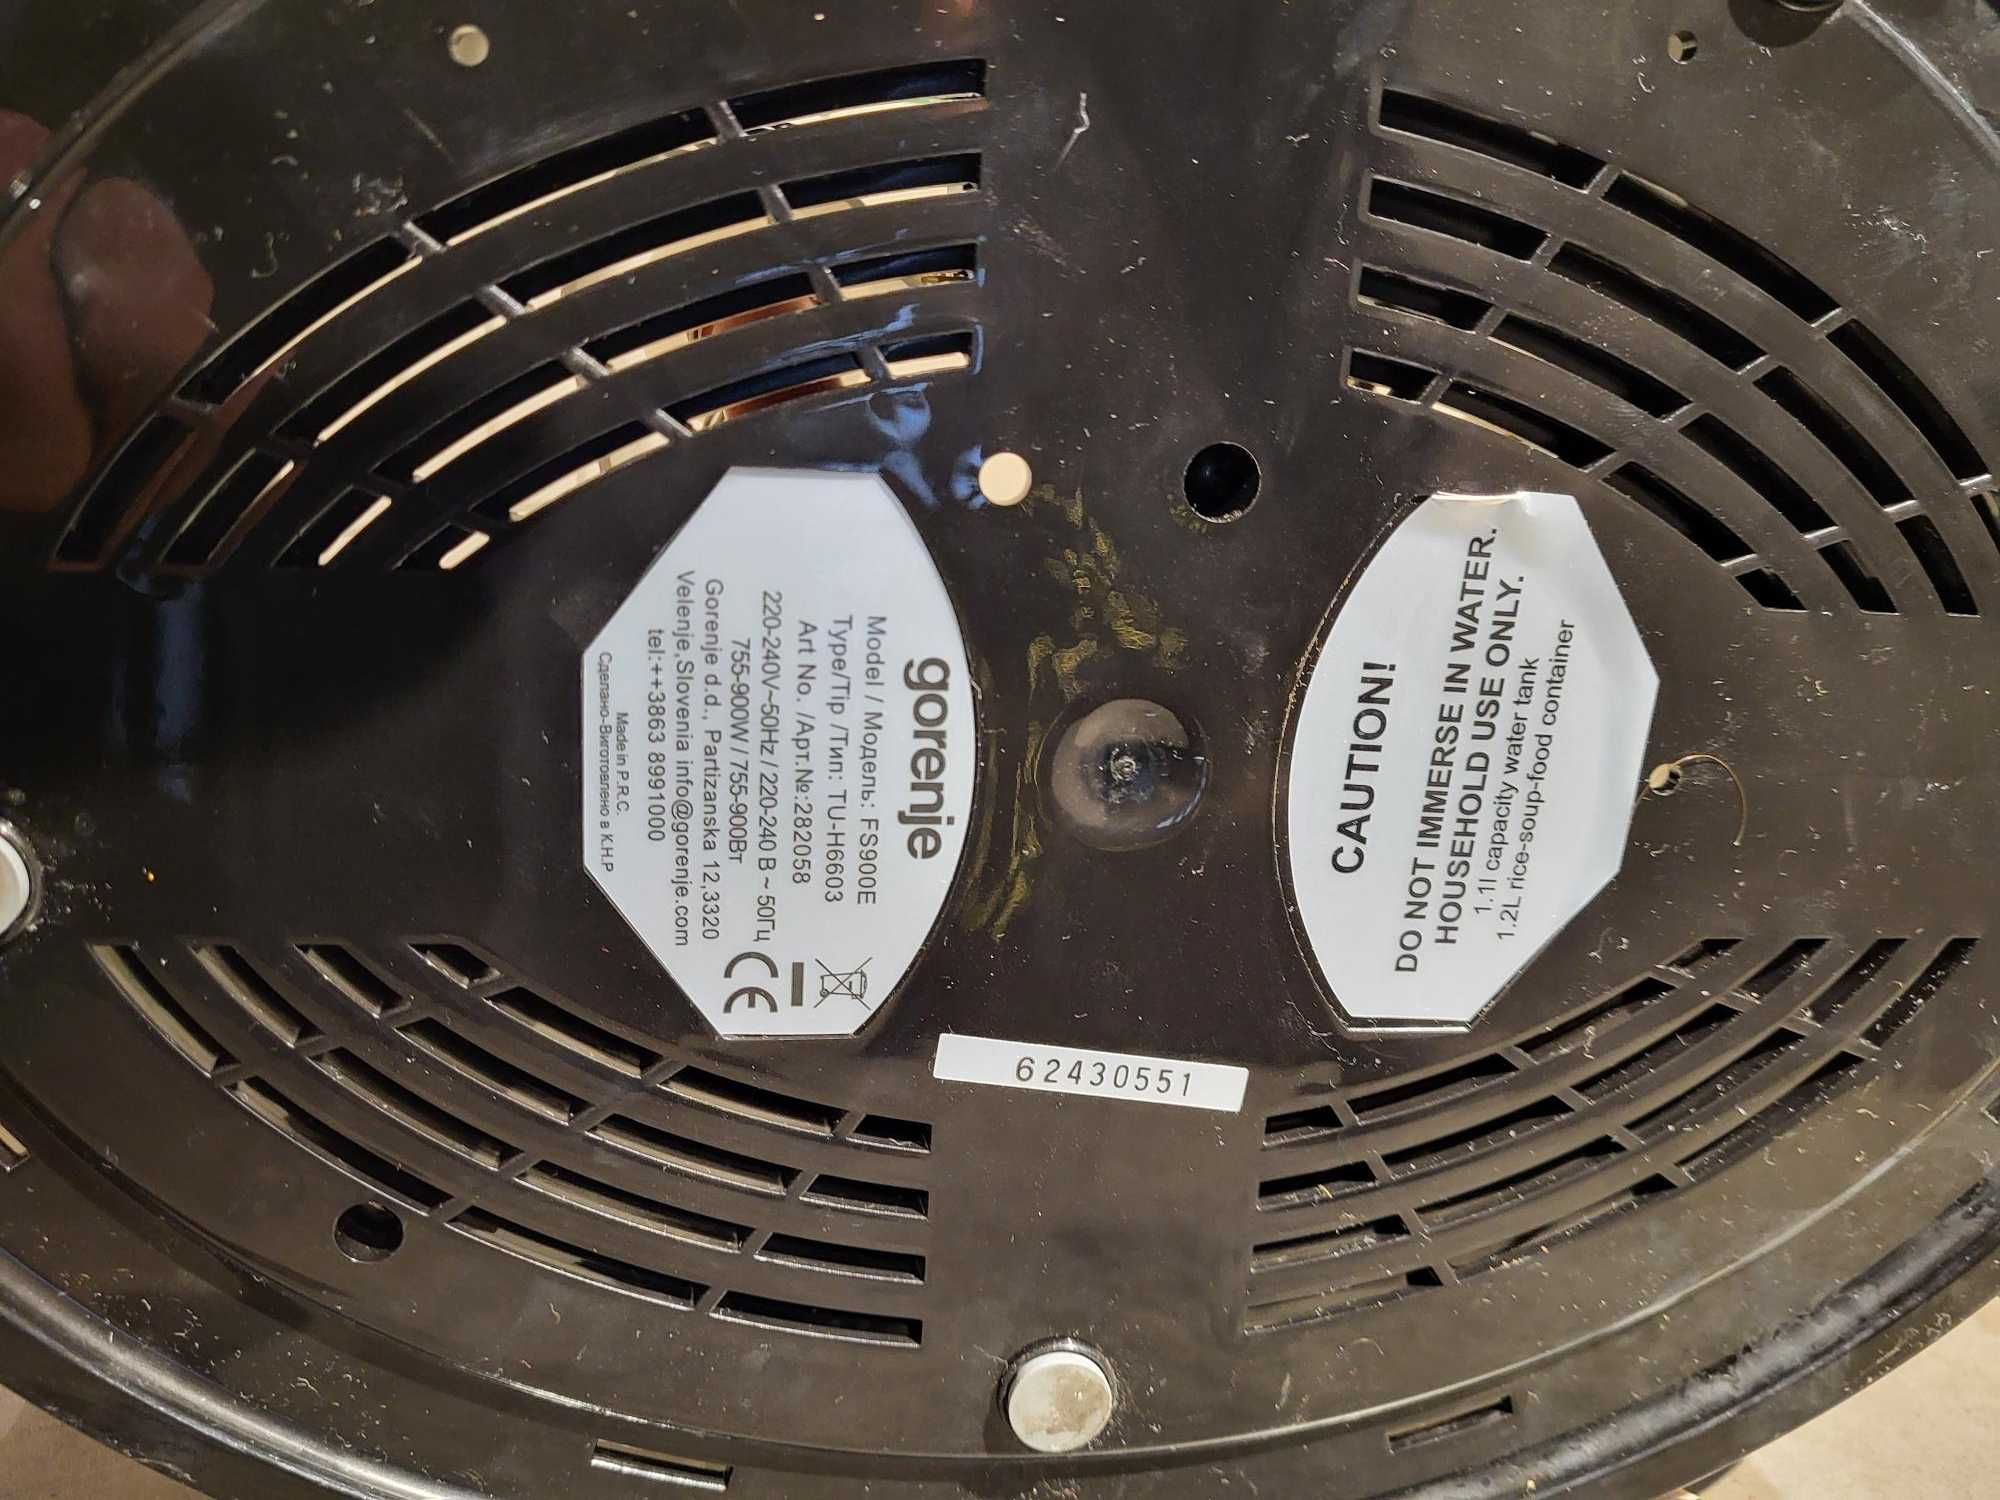 gorenje
Model / Модель: FS900E
Type/Tip /Тип: TU-H6603
Art No. /Арт.№:282058
220-240V~50Hz / 220-240 В ~ 50Гц
755-900W / 755-900Вт
Gorenje d.d., Partizanska 12,3320
Velenje,Slovenia info@gorenje.com
tel:++3863 8991000
Made in P.R.C.
Сделано-Виготовлено в К.Н.Р
CE
CAUTION!
DO NOT IMMERSE IN WATER.
HOUSEHOLD USE ONLY.
1.1l capacity water tank
1.2L rice-soup-food container
62430551